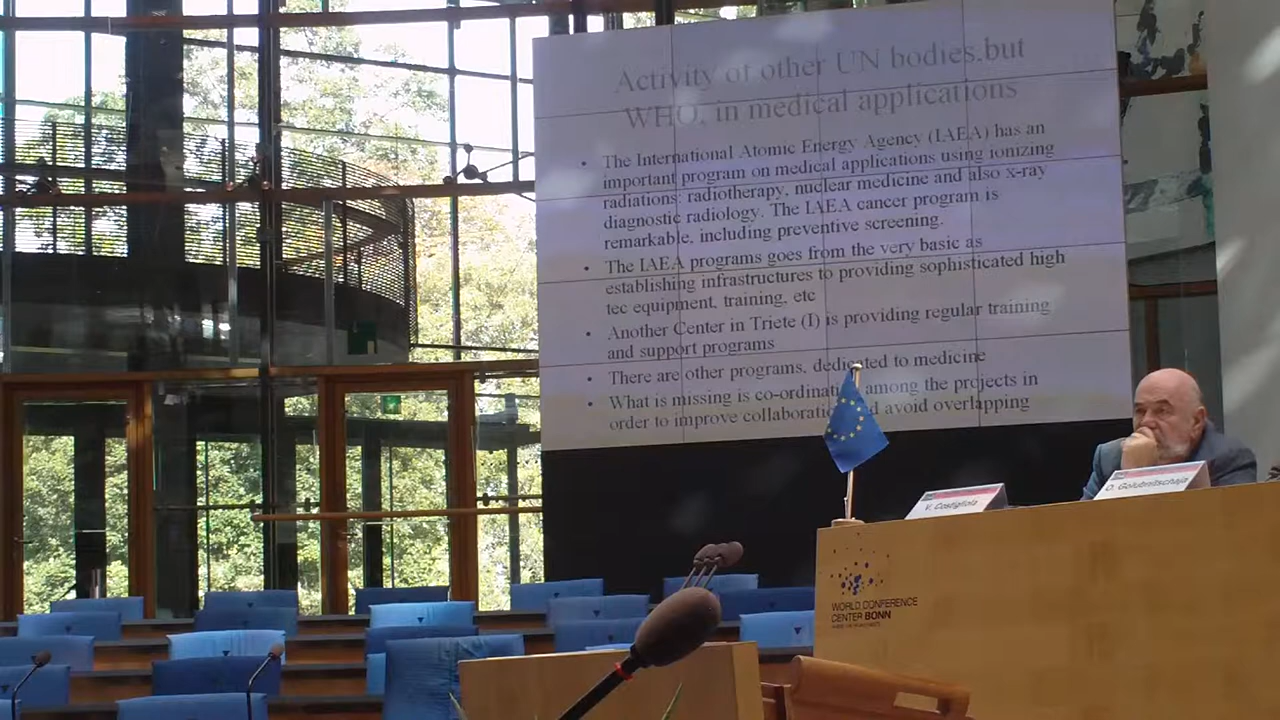 Activity of other UN bodies.but
WHO, in medical applications
• The International Atomic Energy Agency (IAEA) has an
important program on medical applications using ionizing
radiations: radiotherapy, nuclear medicine and also x-ray
diagnostic radiology. The IAEA cancer program is
remarkable, including preventive screening.
• The IAEA programs goes from the very basic as
establishing infrastructures to providing sophisticated high
tec equipment, training, etc
• Another Center in Triete (I) is providing regular training
and support programs
• There are other programs, dedicated to medicine
• What is missing is co-ordinati among the projects in
order to improve collaborati d avoid overlapping
V. Costigliola
O. Golubnitschaja
WORLD CONFERENCE
CENTER BONN